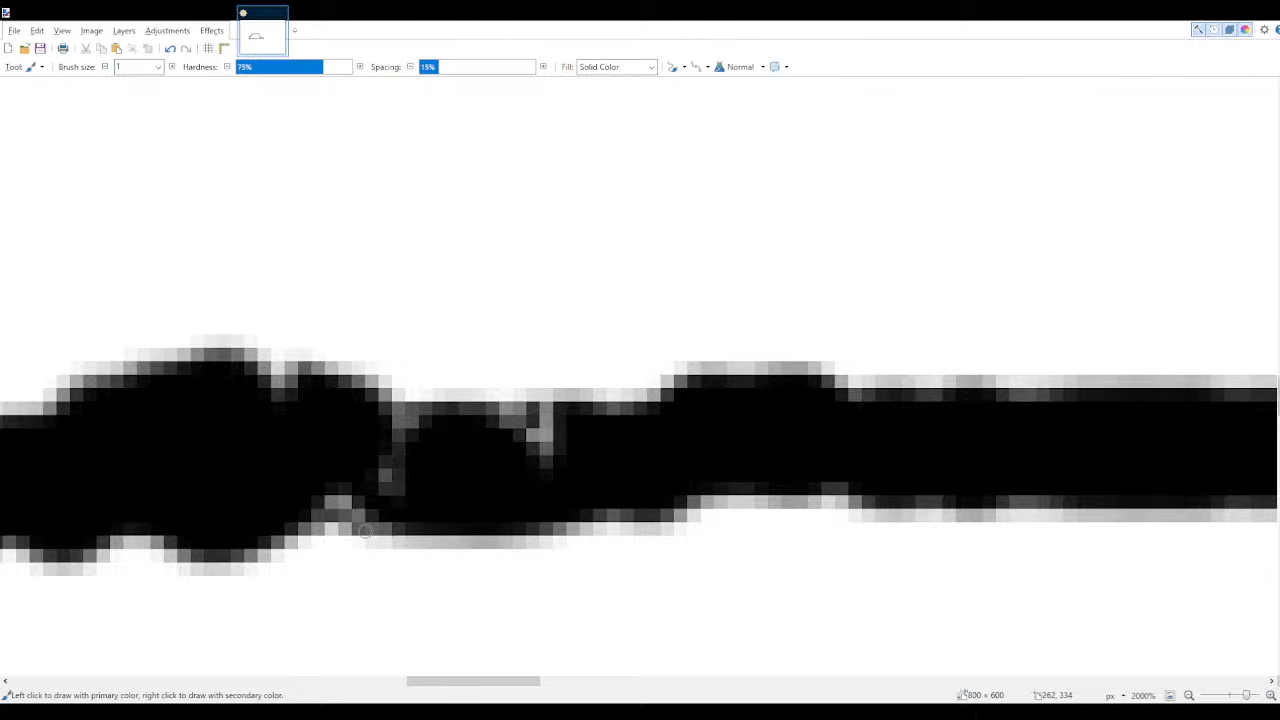 File Edit View Image Layers Adjustments Effects
Tool: Brush size: 1 Hardness: 75% Spacing: 15% Fill: Solid Color Normal
Left click to draw with primary color, right click to draw with secondary color. 800 × 600 262, 334 px 2000%